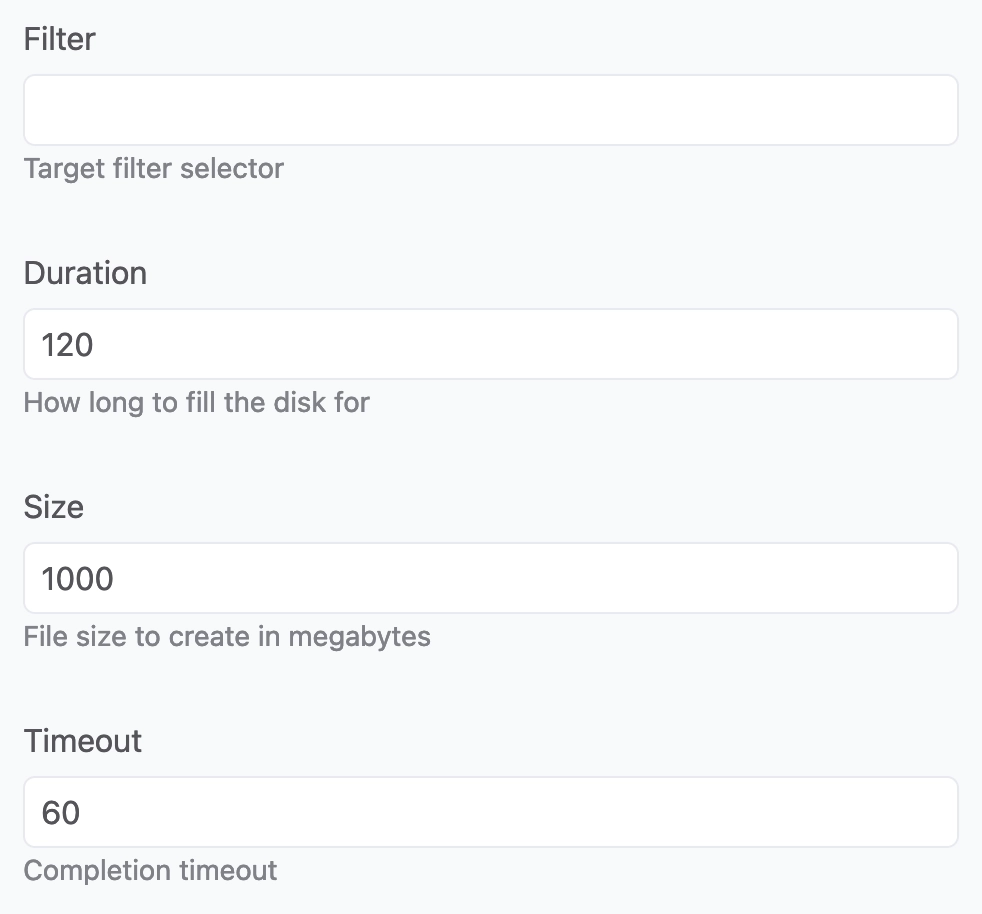 Filter
Target filter selector
Duration
120
How long to fill the disk for
Size
1000
File size to create in megabytes
Timeout
60
Completion timeout